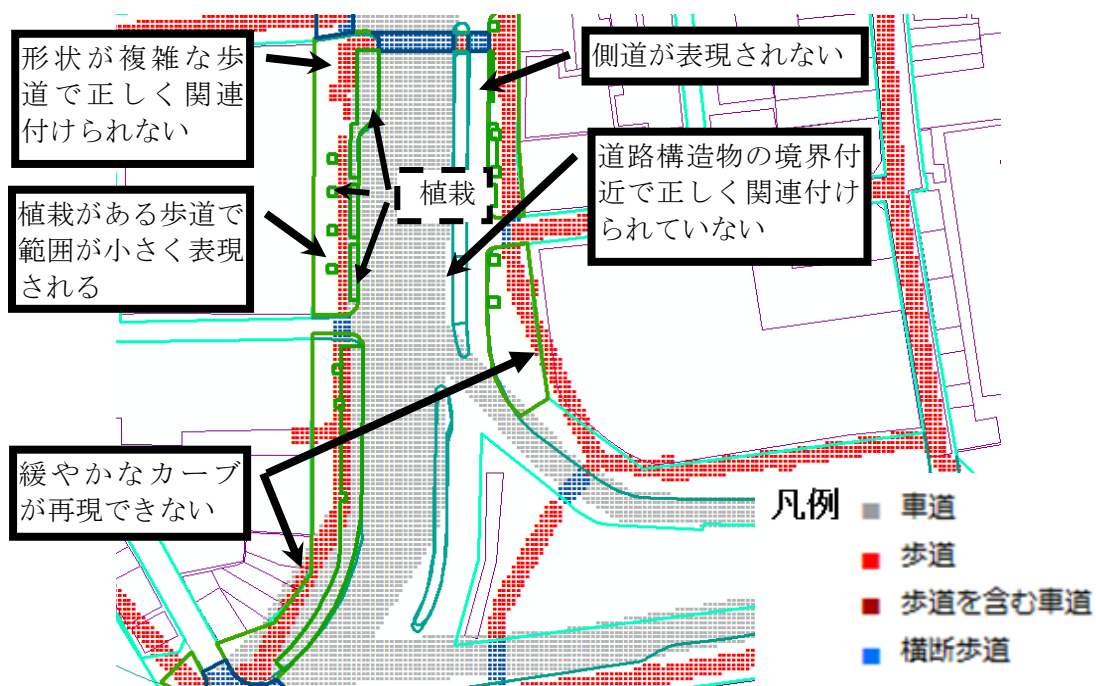 形状が複雑な歩
道で正しく関連
付けられない
側道が表現されない
道路構造物の境界付
近で正しく関連付け
られていない
植栽
植栽がある歩道で
範囲が小さく表現
される
緩やかなカーブ
が再現できない
凡例
車道
歩道
歩道を含む車道
横断歩道